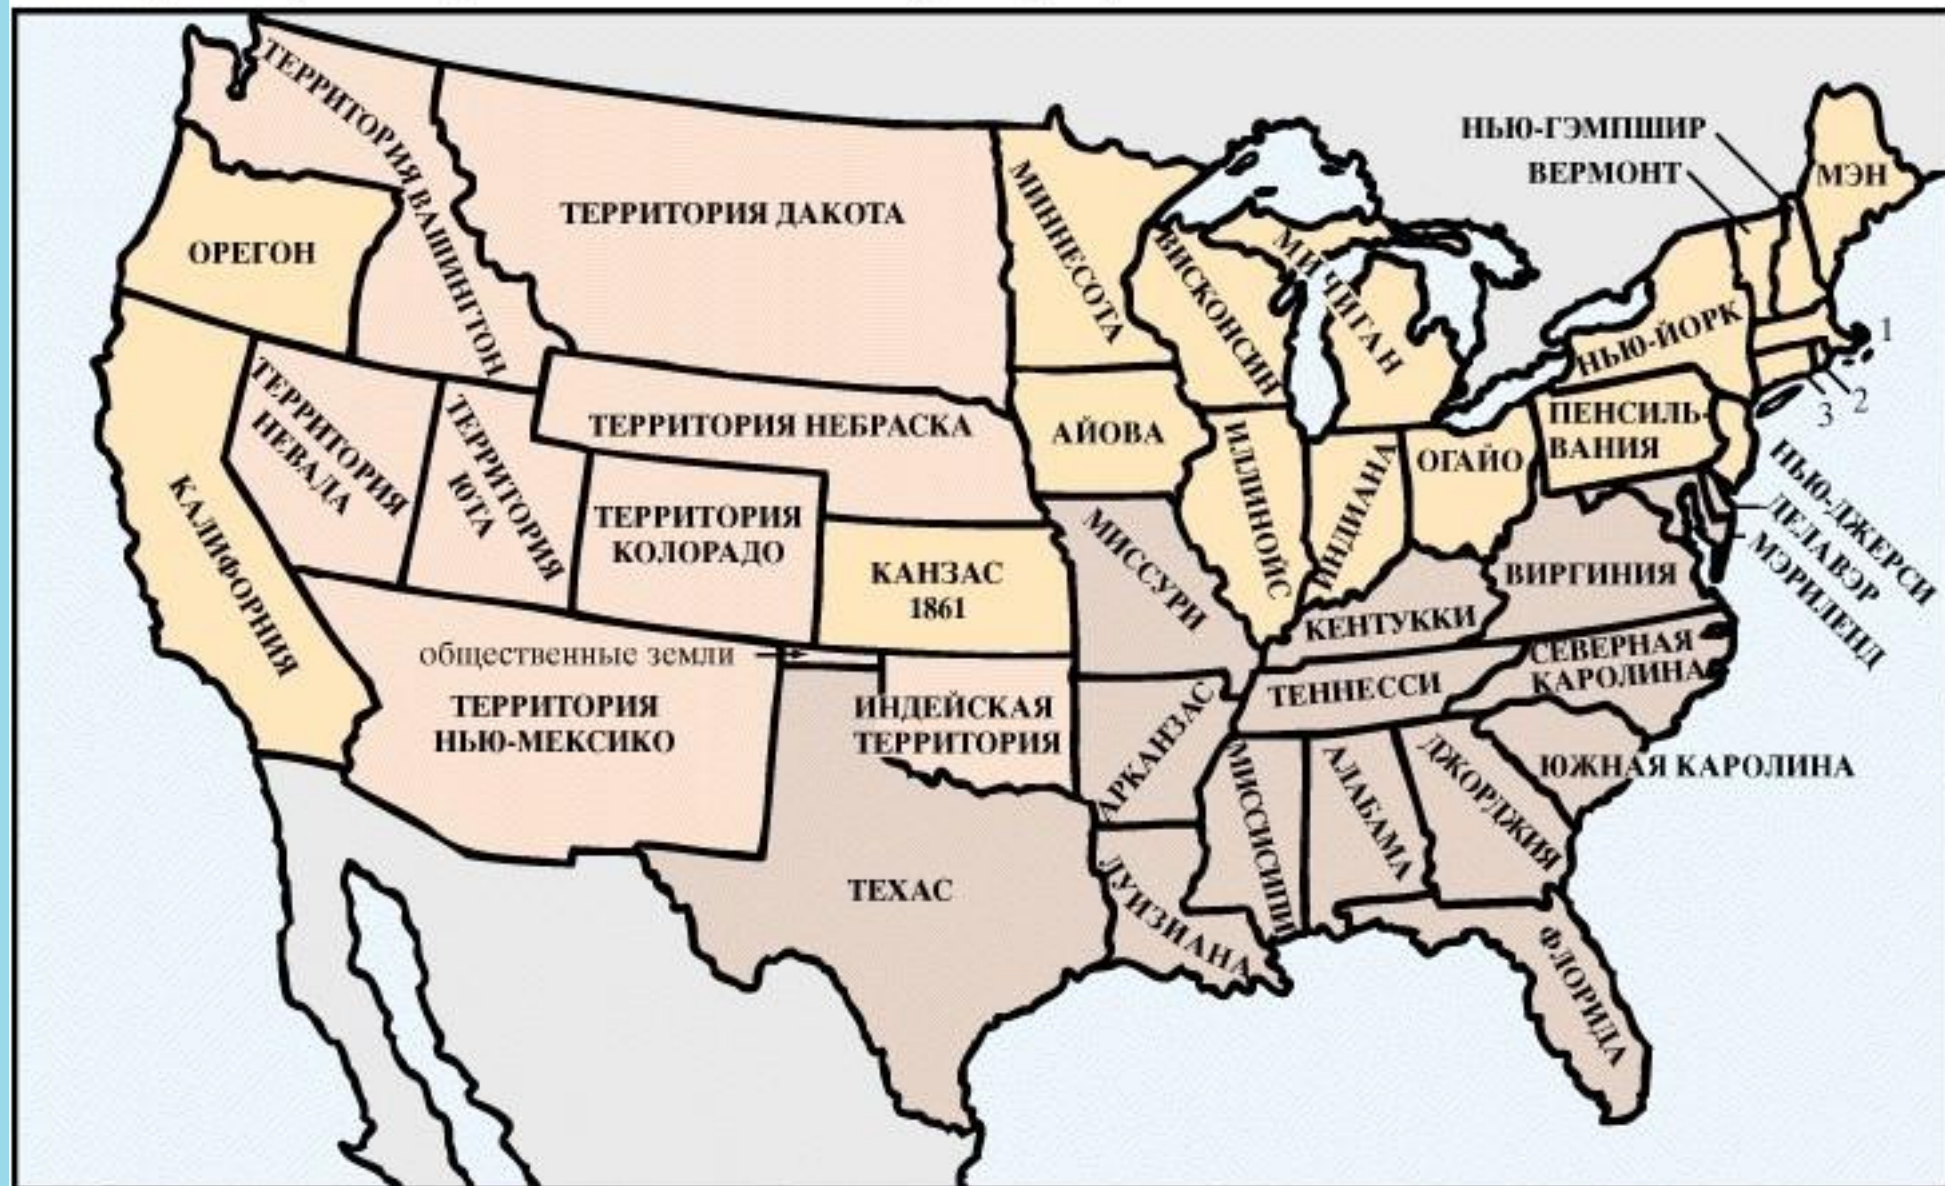 ТЕРРИТОРИЯ ВАШИНГТОН
ТЕРРИТОРИЯ ДАКОТА
ОРЕГОН
МИННЕСОТА
ВИСКОНСИН
МИЧИГАН
НЬЮ-ГЭМПШИР
ВЕРМОНТ
МЭН
НЬЮ-ЙОРК
1
2
3
ТЕРРИТОРИЯ
НЕВАДА
ТЕРРИТОРИЯ
ЮТА
ТЕРРИТОРИЯ НЕБРАСКА
АЙОВА
ИЛЛИНОЙС
ИНДИАНА
ОГАЙО
ПЕНСИЛЬ-
ВАНИЯ
НЬЮ-ДЖЕРСИ
ДЕЛАВЭР
МЭРИЛЕНД
КАЛИФОРНИЯ
ТЕРРИТОРИЯ
КОЛОРАДО
КАНЗАС
1861
МИССУРИ
КЕНТУККИ
ВИРГИНИЯ
общественные земли
ТЕРРИТОРИЯ
НЬЮ-МЕКСИКО
ИНДЕЙСКАЯ
ТЕРРИТОРИЯ
АРКАНЗАС
ТЕННЕССИ
СЕВЕРНАЯ
КАРОЛИНА
ЮЖНАЯ КАРОЛИНА
ТЕХАС
ЛУИЗИАНА
МИССИСИПИ
АЛАБАМА
ДЖОРДЖИЯ
ФЛОРИДА